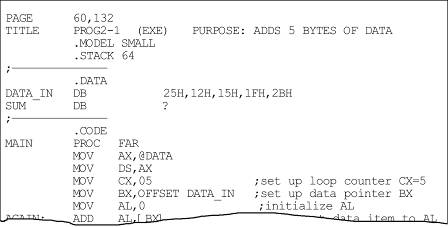 PAGE 60,132
TITLE PROG2-1 (EXE) PURPOSE: ADDS 5 BYTES OF DATA
.MODEL SMALL
.STACK 64
;
.DATA
DATA_IN DB 25H,12H,15H,1FH,2BH
SUM DB ?
;
.CODE
MAIN PROC FAR
MOV AX,@DATA
MOV DS,AX
MOV CX,05 ;set up loop counter CX=5
MOV BX,OFFSET DATA_IN ;set up data pointer BX
MOV AL,0 ;initialize AL
AGAIN: ADD AL,[BX] data item to AL